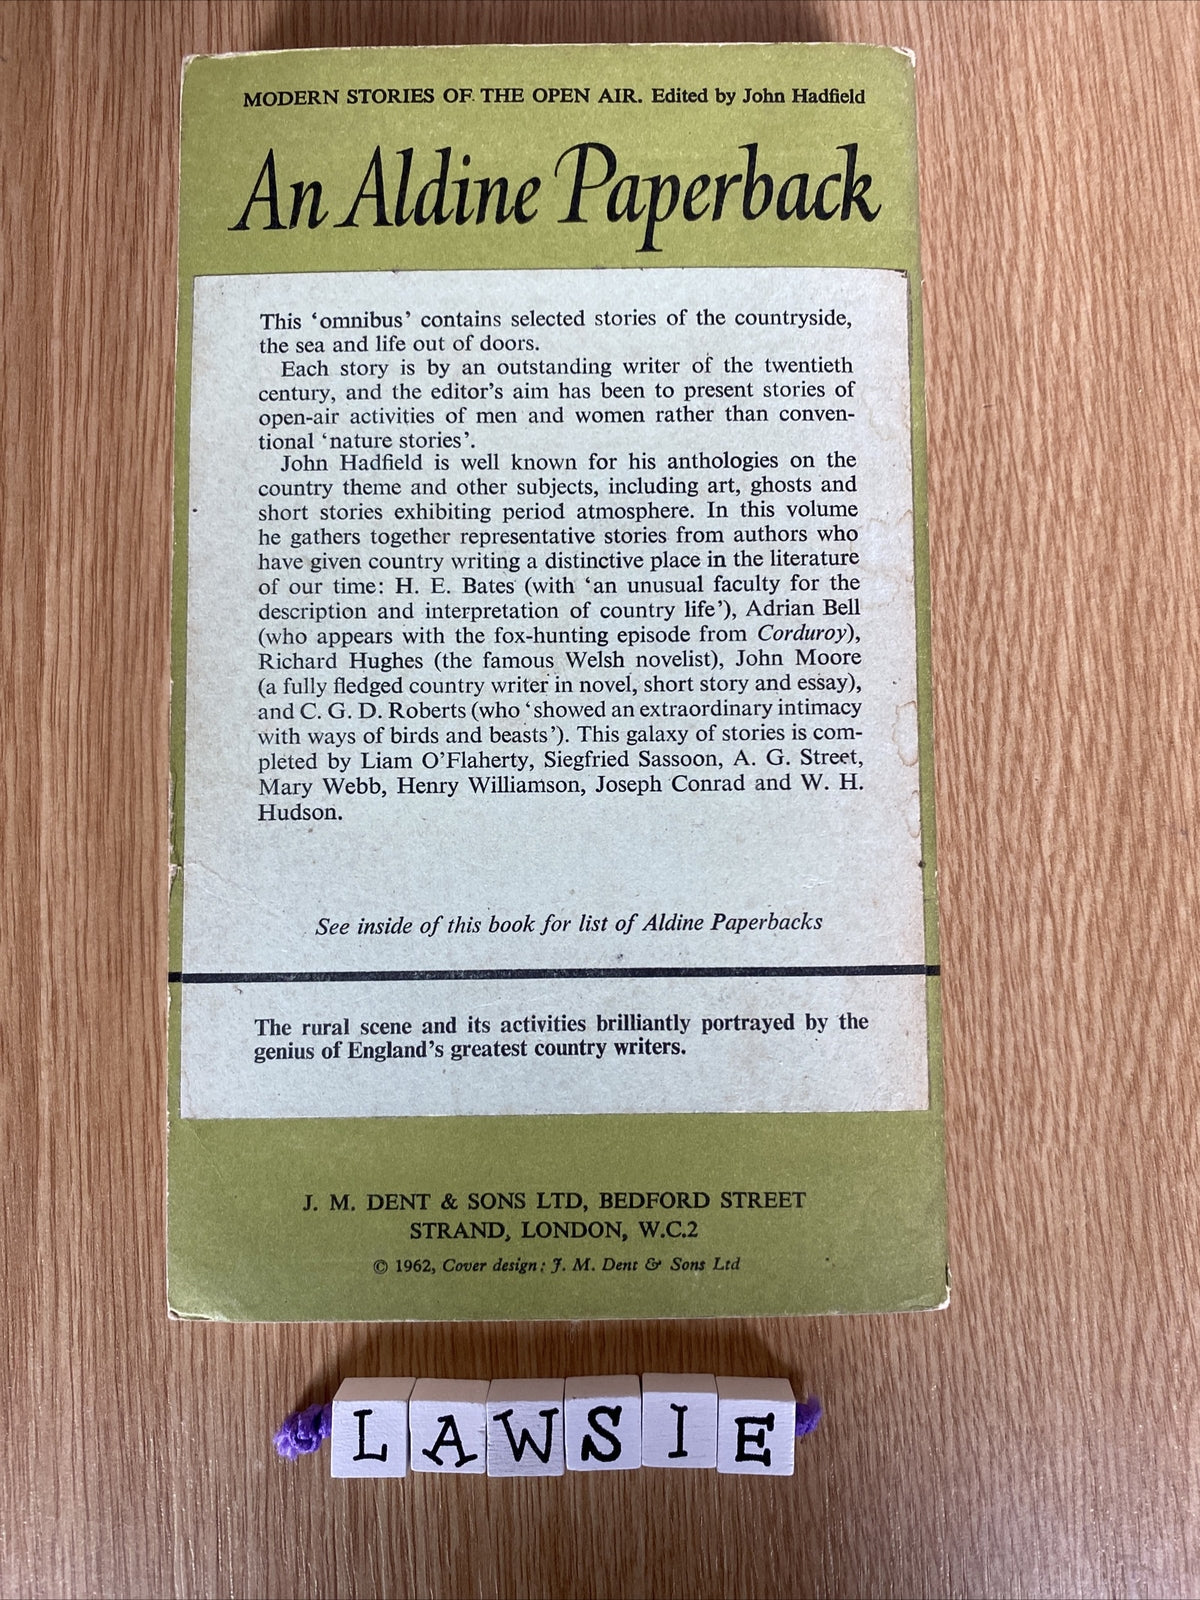 MODERN STORIES OF THE OPEN AIR. Edited by John Hadfield
An Aldine Paperback
This ‘omnibus’ contains selected stories of the countryside,
the sea and life out of doors.
Each story is by an outstanding writer of the twentieth
century, and the editor’s aim has been to present stories of
open-air activities of men and women rather than conven-
tional ‘nature stories’.
John Hadfield is well known for his anthologies on the
country theme and other subjects, including art, ghosts and
short stories exhibiting period atmosphere. In this volume
he gathers together representative stories from authors who
have given country writing a distinctive place in the literature
of our time: H. E. Bates (with ‘an unusual faculty for the
description and interpretation of country life’), Adrian Bell
(who appears with the fox-hunting episode from Corduroy),
Richard Hughes (the famous Welsh novelist), John Moore
(a fully fledged country writer in novel, short story and essay),
and C. G. D. Roberts (who ‘showed an extraordinary intimacy
with ways of birds and beasts’). This galaxy of stories is com-
pleted by Liam O’Flaherty, Siegfried Sassoon, A. G. Street,
Mary Webb, Henry Williamson, Joseph Conrad and W. H.
Hudson.
See inside of this book for list of Aldine Paperbacks
The rural scene and its activities brilliantly portrayed by the
genius of England’s greatest country writers.
J. M. DENT & SONS LTD, BEDFORD STREET
STRAND, LONDON, W.C.2
© 1962, Cover design: J. M. Dent & Sons Ltd
LAWSIE